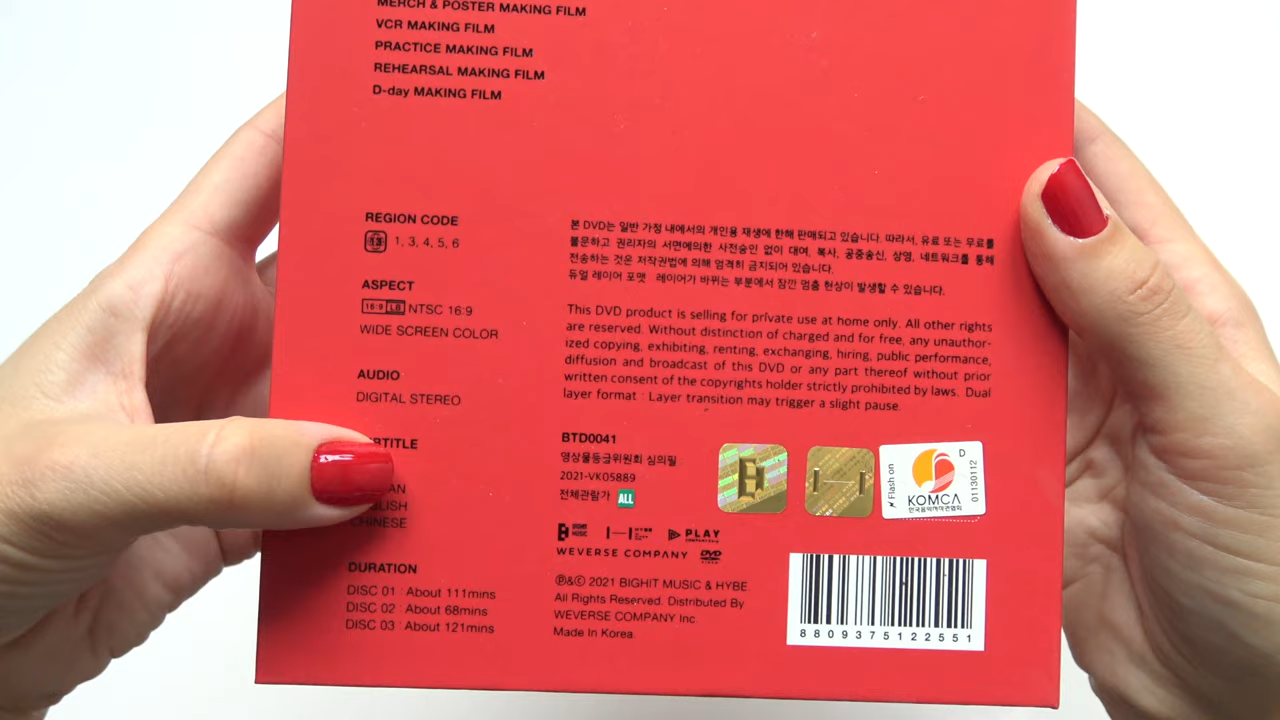 MERCH & POSTER MAKING FILM
VCR MAKING FILM
PRACTICE MAKING FILM
REHEARSAL MAKING FILM
D-day MAKING FILM
REGION CODE
1, 3, 4, 5, 6
ASPECT
16:9 LB NTSC 16:9
WIDE SCREEN COLOR
AUDIO
DIGITAL STEREO
CHINESE
DURATION
DISC 01 : About 111mins
DISC 02 : About 68mins
DISC 03 : About 121mins
본 DVD는 일반 가정 내에서의 개인용 재생에 한해 판매되고 있습니다. 따라서, 유료 또는 무료를
불문하고 권리자의 서면에의한 사전승인 없이 대여, 복사, 공중송신, 상영, 네트워크를 통해
전송하는 것은 저작권법에 의해 엄격히 금지되어 있습니다.
듀얼 레이어 포맷 레이어가 바뀌는 부분에서 잠깐 멈춤 현상이 발생할 수 있습니다.
This DVD product is selling for private use at home only. All other rights
are reserved. Without distinction of charged and for free, any unauthor-
ized copying, exhibiting, renting, exchanging, hiring, public performance,
diffusion and broadcast of this DVD or any part thereof without prior
written consent of the copyrights holder strictly prohibited by laws. Dual
layer format : Layer transition may trigger a slight pause.
BTD0041
영상물등급위원회 심의필
2021-VK05889
전체관람가 ALL
BIGHIT MUSIC HYBE PLAY
WEVERSE COMPANY DVD VIDEO
℗&© 2021 BIGHIT MUSIC & HYBE
All Rights Reserved. Distributed By
WEVERSE COMPANY Inc.
Made In Korea
Flash on
D
KOMCA
한국음악저작권협회
01130112
8809375122551